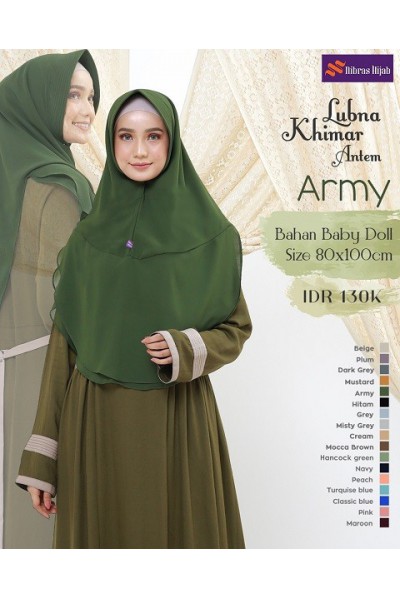 Nibras Hijab
Lubna
Khimar
Antem
Army
Bahan Baby Doll
Size 80x100cm
IDR 130K
Beige
Plum
Dark Grey
Mustard
Army
Hitam
Grey
Misty Grey
Cream
Mocca Brown
Hancock green
Navy
Peach
Turquise blue
Classic blue
Pink
Maroon